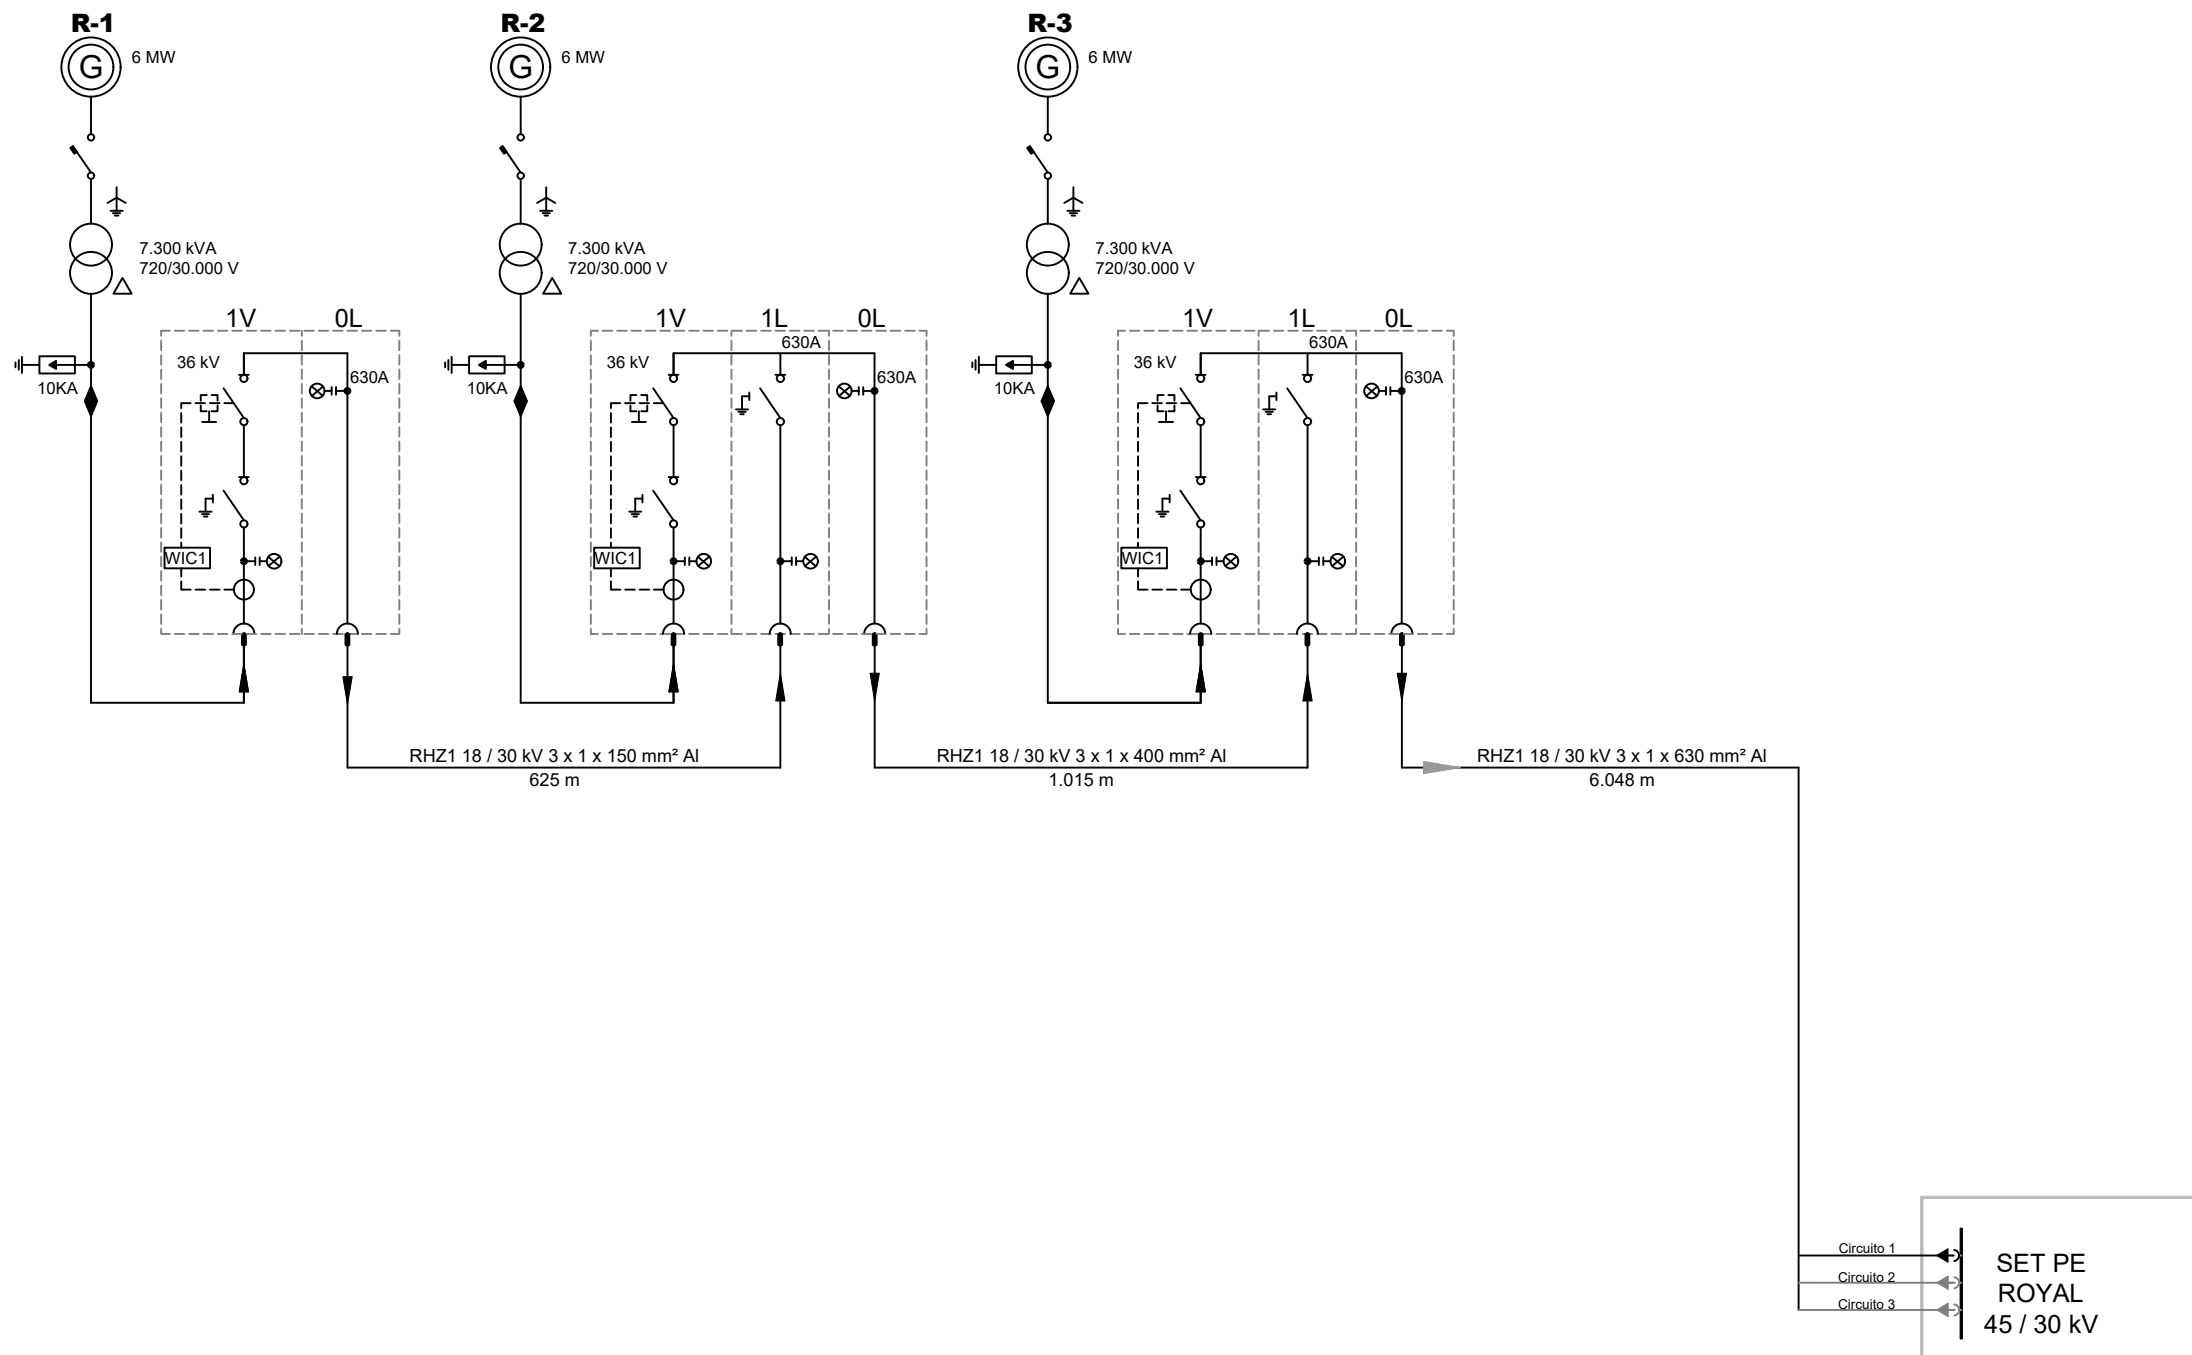 R-1
G
6 MW
7.300 kVA
720/30.000 V
10KA
1V
0L
36 kV
630A
WIC1
R-2
G
6 MW
7.300 kVA
720/30.000 V
10KA
1V
1L
0L
36 kV
630A
630A
WIC1
R-3
G
6 MW
7.300 kVA
720/30.000 V
10KA
1V
1L
0L
36 kV
630A
630A
WIC1
RHZ1 18 / 30 kV 3 x 1 x 150 mm² Al
625 m
RHZ1 18 / 30 kV 3 x 1 x 400 mm² Al
1.015 m
RHZ1 18 / 30 kV 3 x 1 x 630 mm² Al
6.048 m
Circuito 1
Circuito 2
Circuito 3
SET PE
ROYAL
45 / 30 kV